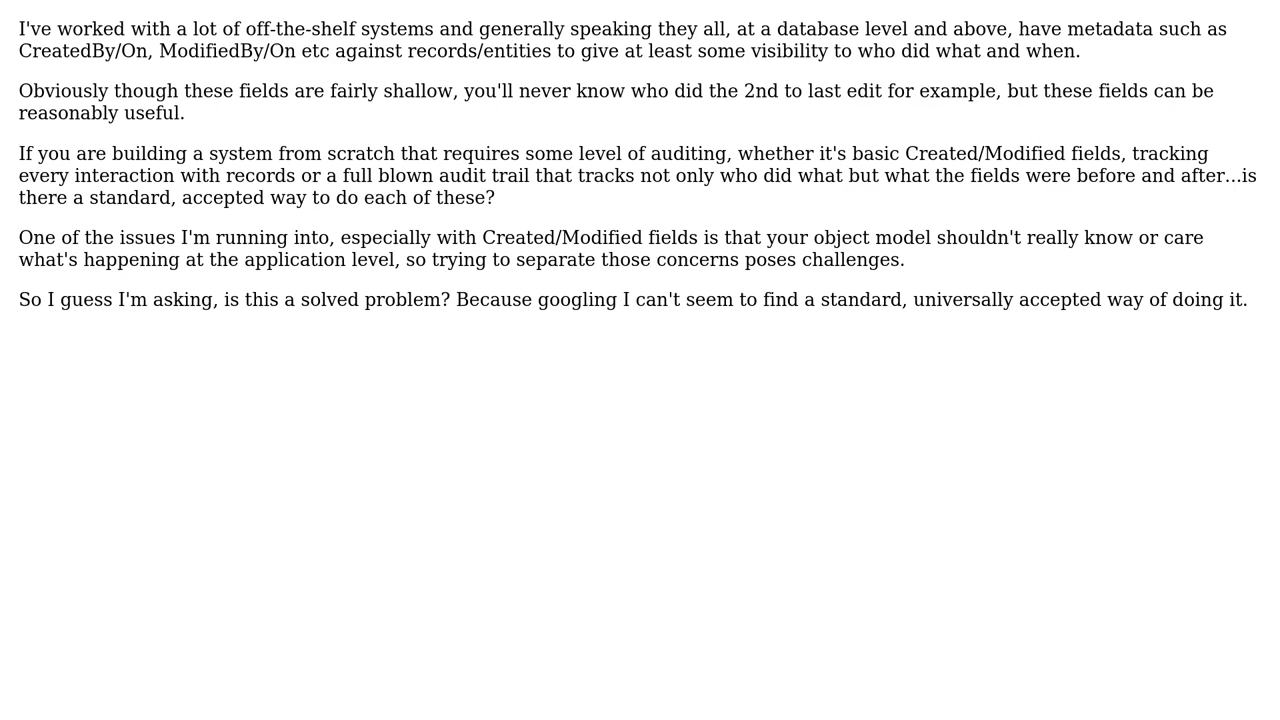 I've worked with a lot of off-the-shelf systems and generally speaking they all, at a database level and above, have metadata such as
CreatedBy/On, ModifiedBy/On etc against records/entities to give at least some visibility to who did what and when.
Obviously though these fields are fairly shallow, you'll never know who did the 2nd to last edit for example, but these fields can be
reasonably useful.
If you are building a system from scratch that requires some level of auditing, whether it's basic Created/Modified fields, tracking
every interaction with records or a full blown audit trail that tracks not only who did what but what the fields were before and after...is
there a standard, accepted way to do each of these?
One of the issues I'm running into, especially with Created/Modified fields is that your object model shouldn't really know or care
what's happening at the application level, so trying to separate those concerns poses challenges.
So I guess I'm asking, is this a solved problem? Because googling I can't seem to find a standard, universally accepted way of doing it.